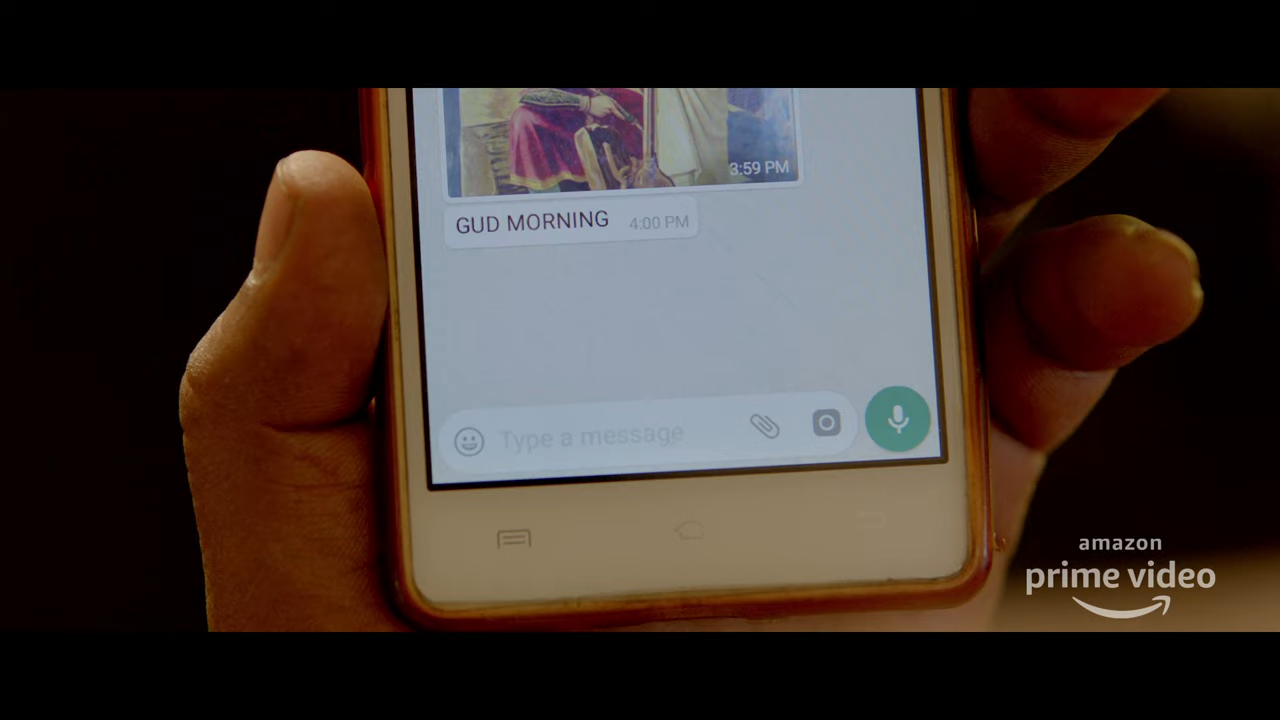 3:59 PM
GUD MORNING 4:00 PM
Type a message
amazon
prime video